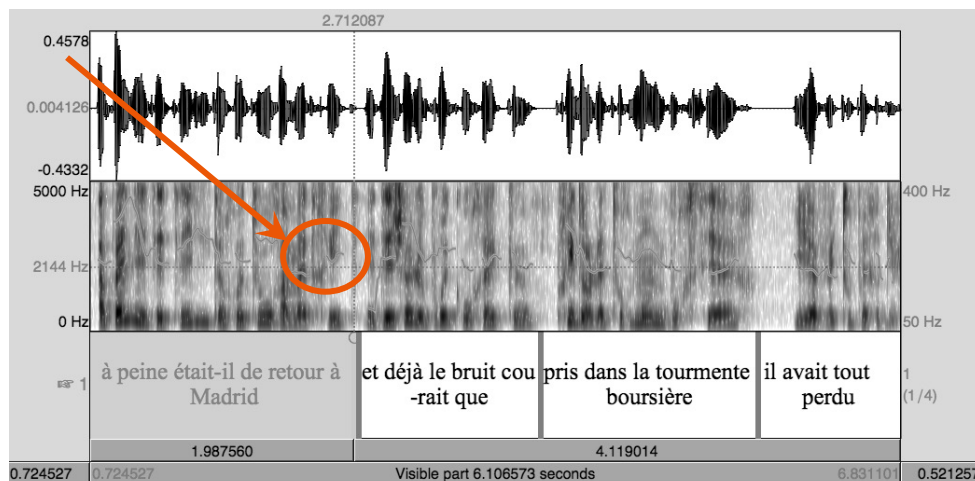 2.712087
0.4578
0.004126
-0.4332
5000 Hz
400 Hz
2144 Hz
0 Hz
50 Hz
☞ 1
à peine était-il de retour à
Madrid
et déjà le bruit cou
-rait que
pris dans la tourmente
boursière
il avait tout
perdu
1
(1/4)
1.987560
4.119014
0.724527
0.724527
Visible part 6.106573 seconds
6.831101
0.521257